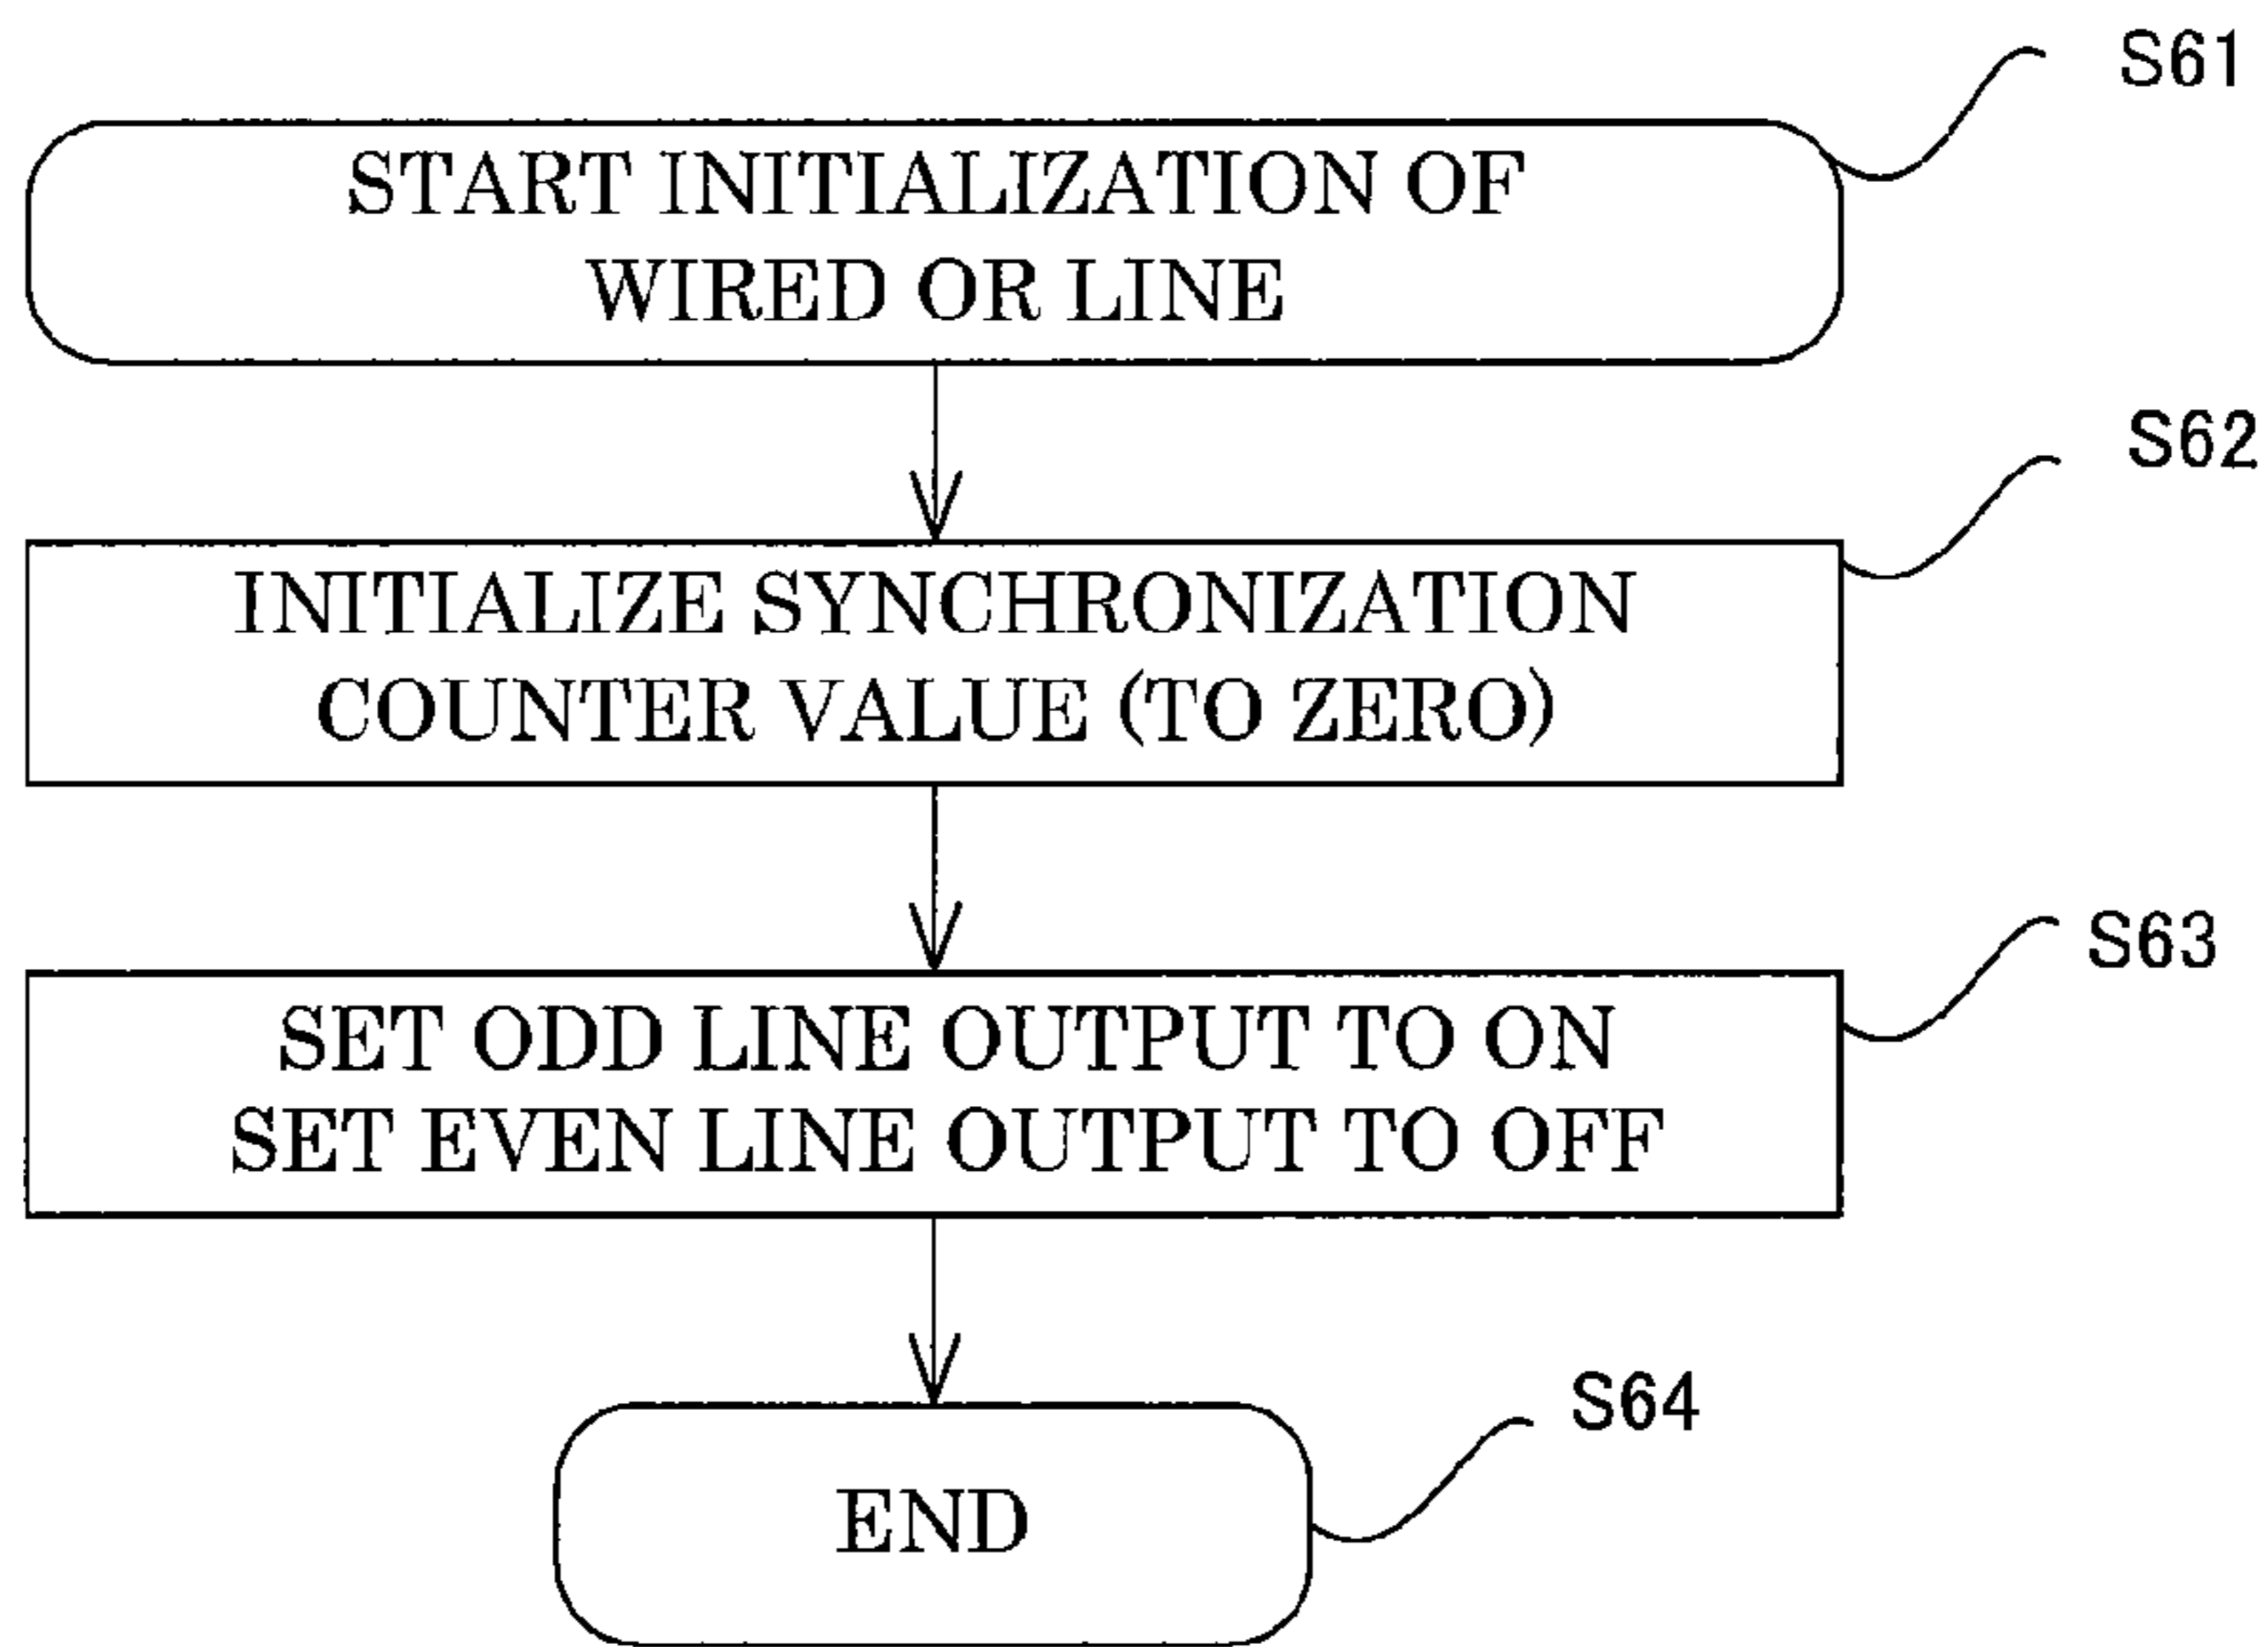 S61
START INITIALIZATION OF
WIRED OR LINE
S62
INITIALIZE SYNCHRONIZATION
COUNTER VALUE (TO ZERO)
S63
SET ODD LINE OUTPUT TO ON
SET EVEN LINE OUTPUT TO OFF
S64
END